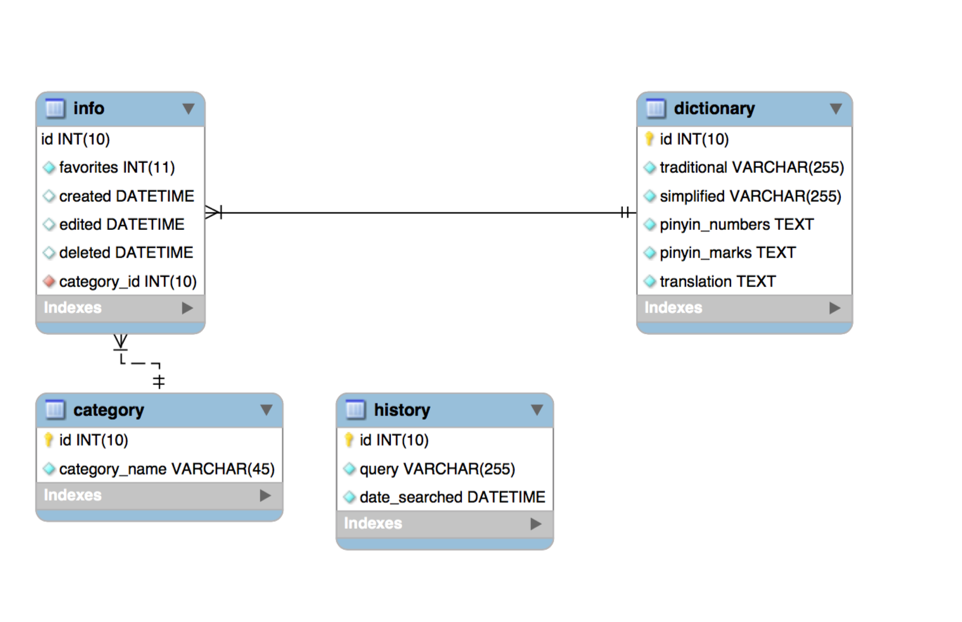 info
id INT(10)
favorites INT(11)
created DATETIME
edited DATETIME
deleted DATETIME
category_id INT(10)
Indexes
dictionary
id INT(10)
traditional VARCHAR(255)
simplified VARCHAR(255)
pinyin_numbers TEXT
pinyin_marks TEXT
translation TEXT
Indexes
category
id INT(10)
category_name VARCHAR(45)
Indexes
history
id INT(10)
query VARCHAR(255)
date_searched DATETIME
Indexes